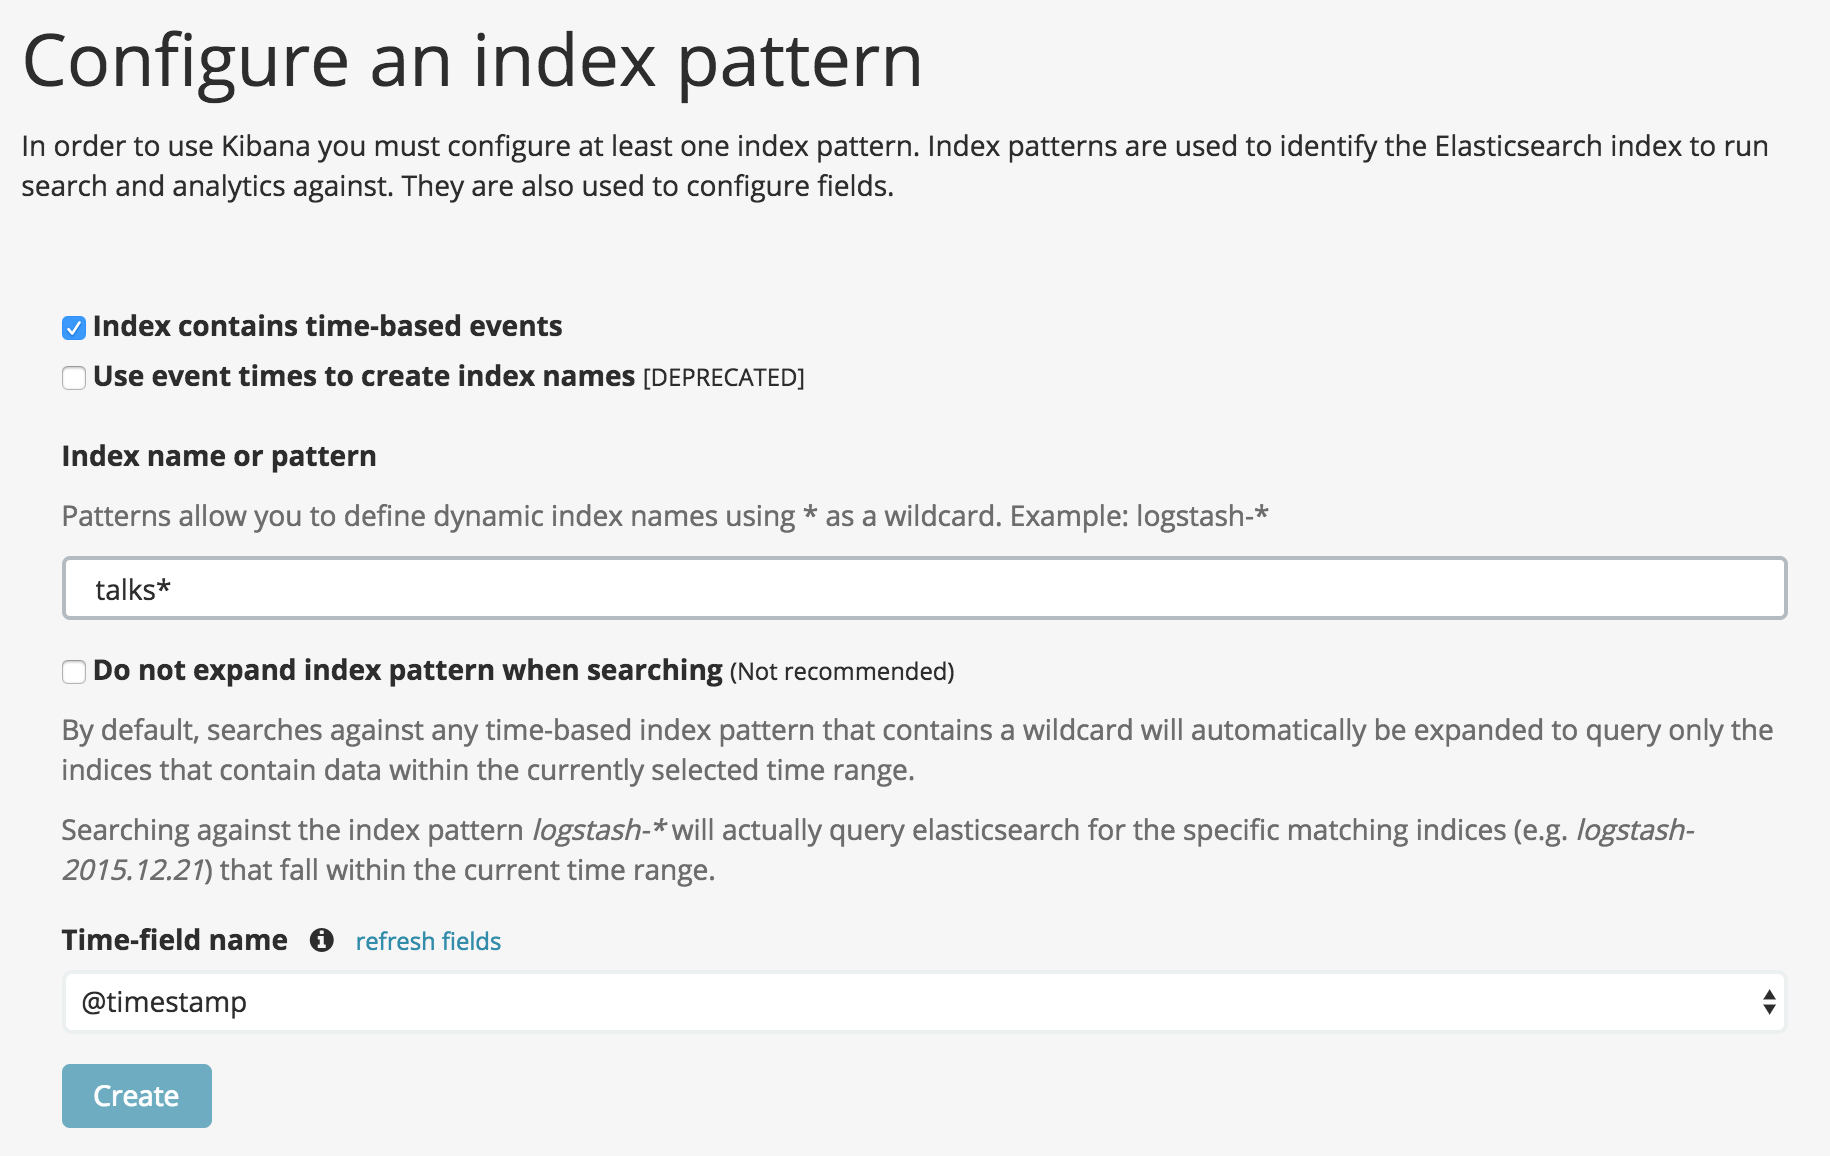 Configure an index pattern
In order to use Kibana you must configure at least one index pattern. Index patterns are used to identify the Elasticsearch index to run
search and analytics against. They are also used to configure fields.
Index contains time-based events
Use event times to create index names [DEPRECATED]
Index name or pattern
Patterns allow you to define dynamic index names using * as a wildcard. Example: logstash-*
talks*
Do not expand index pattern when searching (Not recommended)
By default, searches against any time-based index pattern that contains a wildcard will automatically be expanded to query only the
indices that contain data within the currently selected time range.
Searching against the index pattern logstash-* will actually query elasticsearch for the specific matching indices (e.g. logstash-
2015.12.21) that fall within the current time range.
Time-field name refresh fields
@timestamp
Create